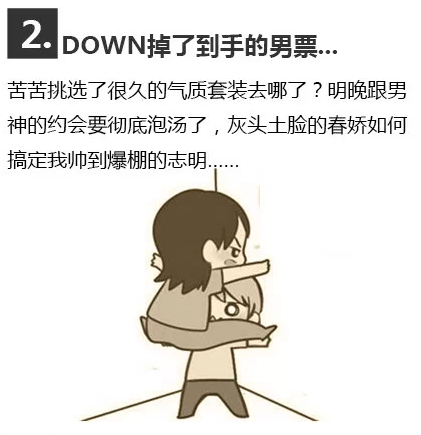 2. DOWN掉了到手的男票...
苦苦挑选了很久的气质套装去哪了？明晚跟男
神的约会要彻底泡汤了，灰头土脸的春娇如何
搞定我帅到爆棚的志明......